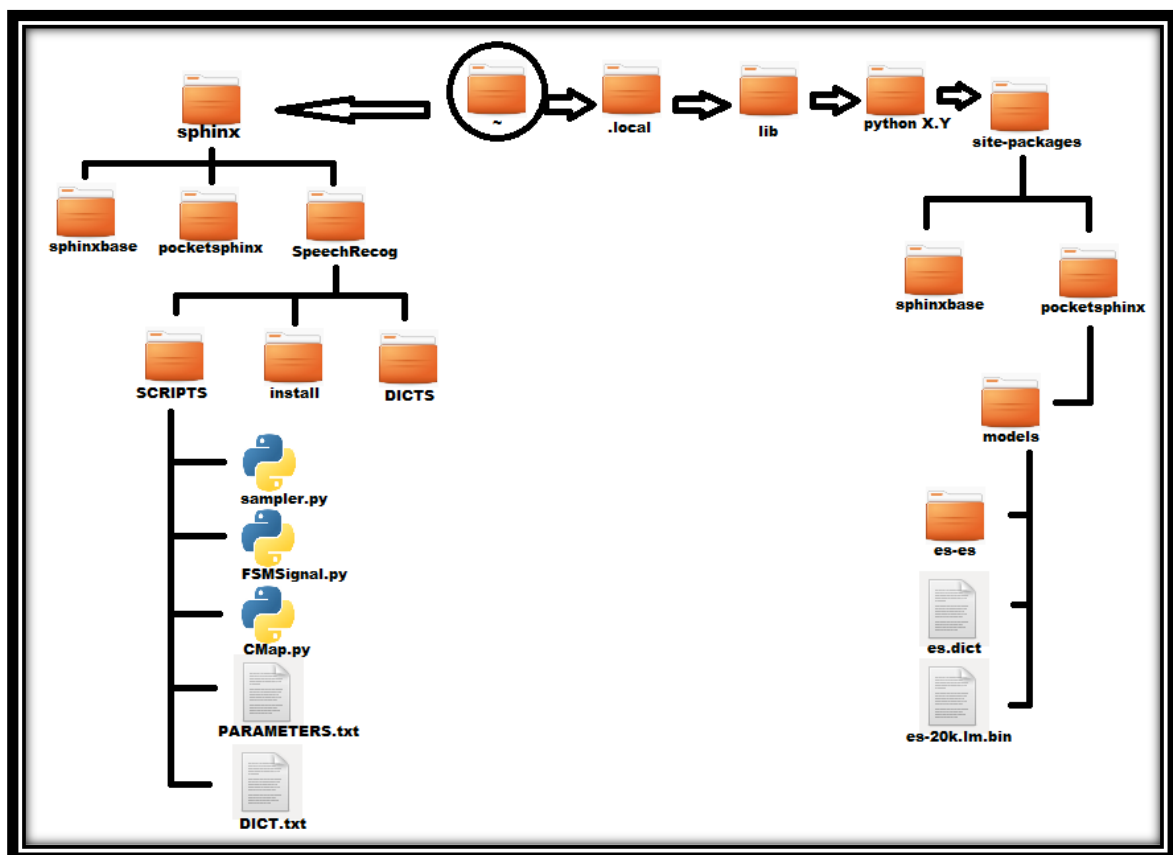 sphinx
~
.local
lib
python X.Y
site-packages
sphinxbase
pocketsphinx
SpeechRecog
sphinxbase
pocketsphinx
SCRIPTS
install
DICTS
models
sampler.py
es-es
FSMSignal.py
es.dict
CMap.py
PARAMETERS.txt
es-20k.lm.bin
DICT.txt